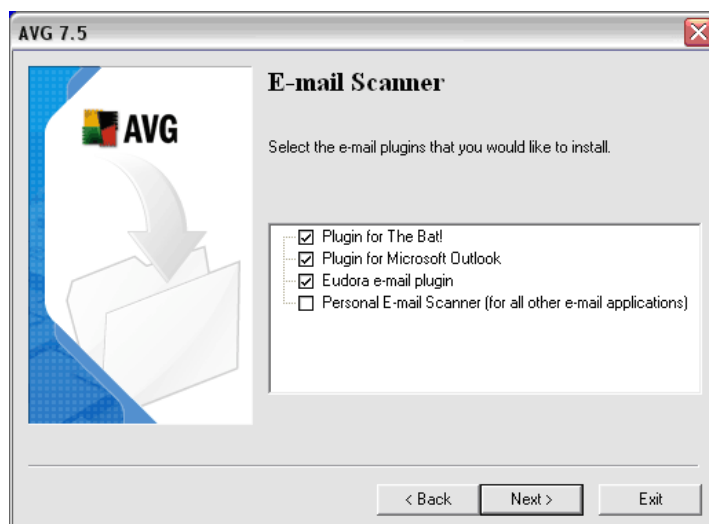 AVG 7.5
AVG
E-mail Scanner
Select the e-mail plugins that you would like to install.
Plugin for The Bat!
Plugin for Microsoft Outlook
Eudora e-mail plugin
Personal E-mail Scanner (for all other e-mail applications)
< Back
Next >
Exit